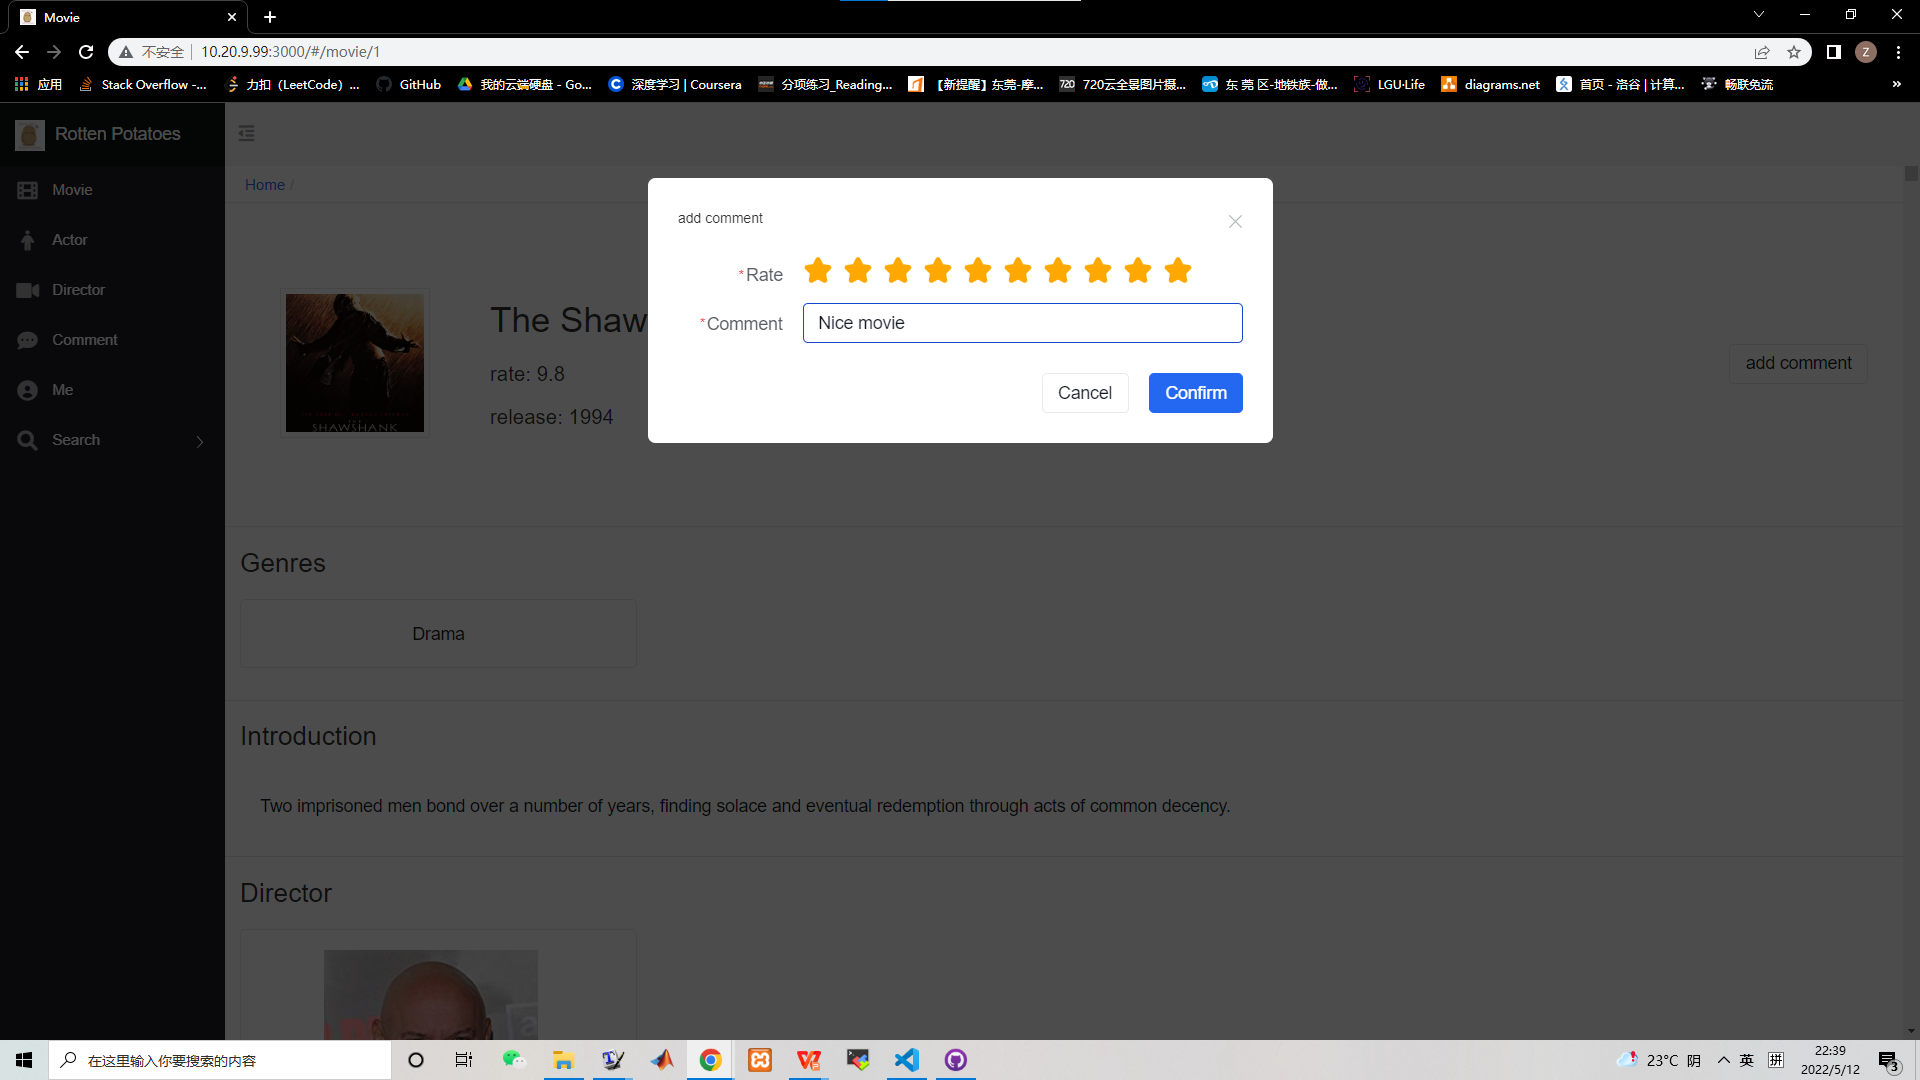 Movie
不安全 10.20.9.99:3000/#/movie/1
Z
应用 Stack Overflow -... 力扣（LeetCode）... GitHub 我的云端硬盘 - Go... 深度学习 | Coursera 分项练习_Reading... 【新提醒】东莞-摩... 720云全景图片摄... 东 莞 区-地铁族-做... LGU·Life diagrams.net 首页 - 洛谷 | 计算... 畅联免流 »
Rotten Potatoes
Movie
Actor
Director
Comment
Me
Search
Home /
add comment
*Rate
*Comment Nice movie
Cancel Confirm
The Shaw
rate: 9.8
release: 1994
SHAWSHANK
add comment
Genres
Drama
Introduction
Two imprisoned men bond over a number of years, finding solace and eventual redemption through acts of common decency.
Director
在这里输入你要搜索的内容
23°C 阴 英 拼
22:39
2022/5/12
3